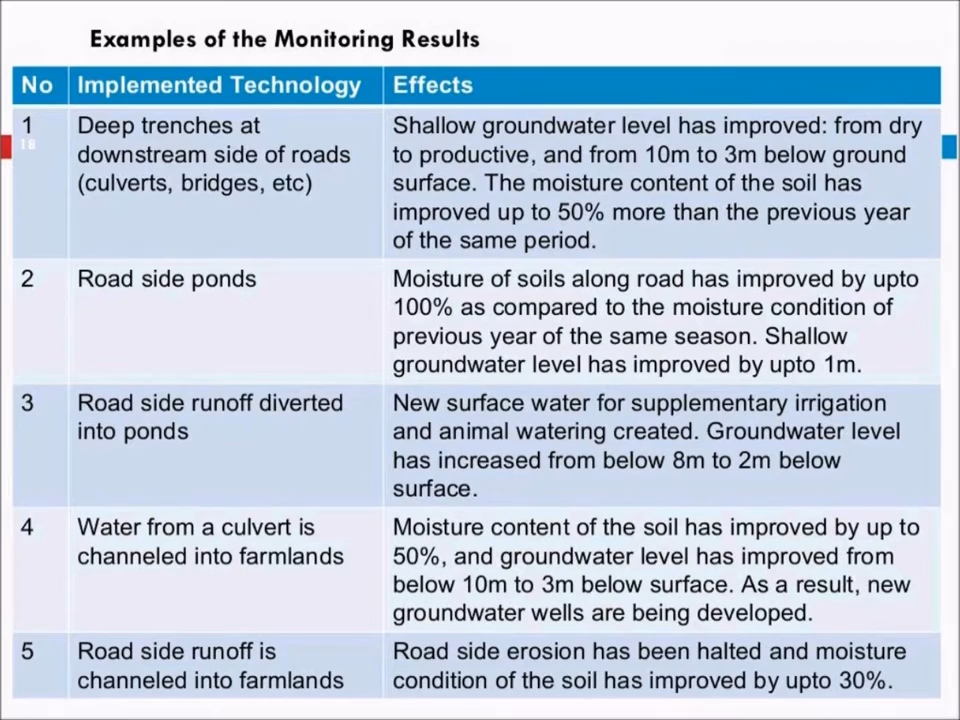 Examples of the Monitoring Results
No Implemented Technology Effects
1 Deep trenches at Shallow groundwater level has improved: from dry
18 downstream side of roads to productive, and from 10m to 3m below ground
(culverts, bridges, etc) surface. The moisture content of the soil has
improved up to 50% more than the previous year
of the same period.
2 Road side ponds Moisture of soils along road has improved by upto
100% as compared to the moisture condition of
previous year of the same season. Shallow
groundwater level has improved by upto 1m.
3 Road side runoff diverted New surface water for supplementary irrigation
into ponds and animal watering created. Groundwater level
has increased from below 8m to 2m below
surface.
4 Water from a culvert is Moisture content of the soil has improved by up to
channeled into farmlands 50%, and groundwater level has improved from
below 10m to 3m below surface. As a result, new
groundwater wells are being developed.
5 Road side runoff is Road side erosion has been halted and moisture
channeled into farmlands condition of the soil has improved by upto 30%.